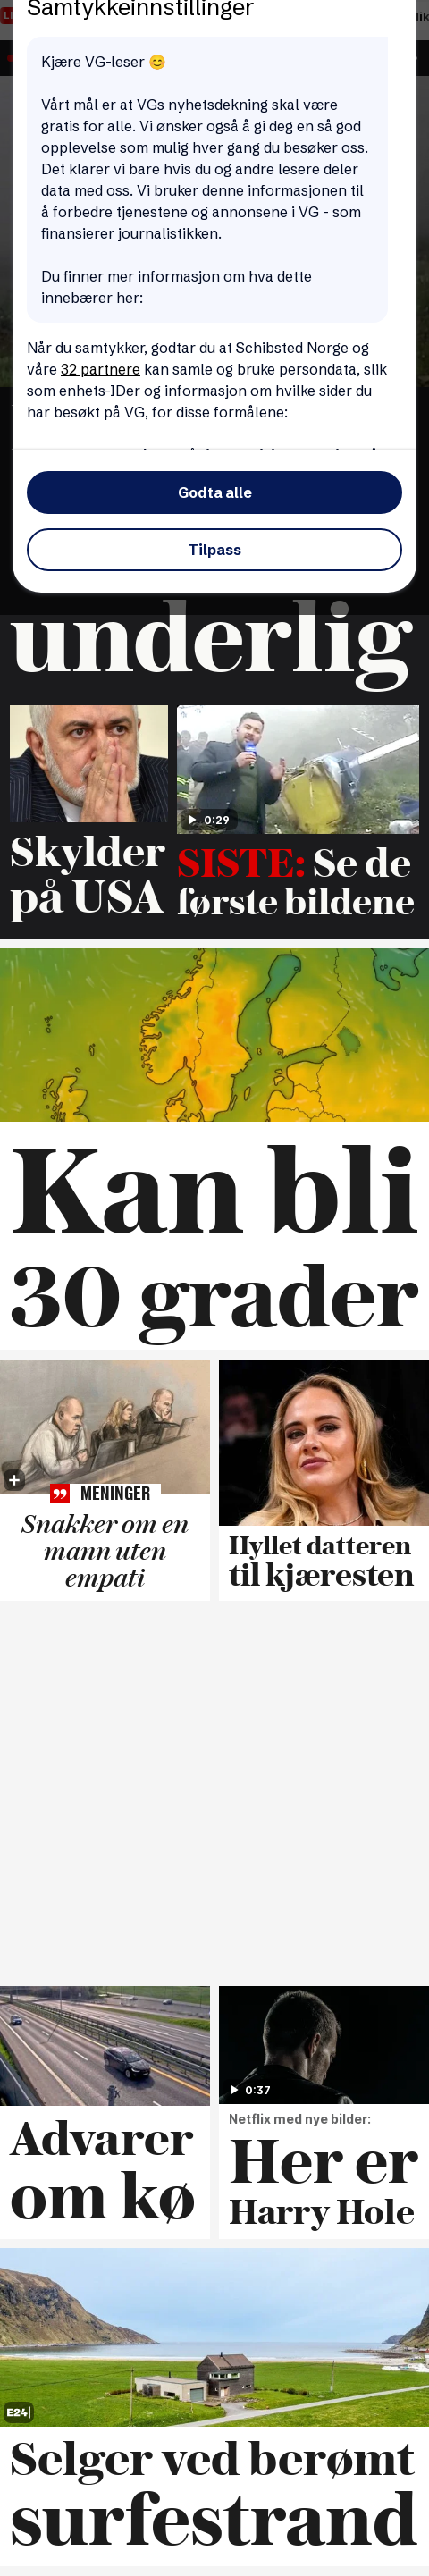 Samtykkeinnstillinger
Kjære VG-leser 😊
Vårt mål er at VGs nyhetsdekning skal være
gratis for alle. Vi ønsker også å gi deg en så god
opplevelse som mulig hver gang du besøker oss.
Det klarer vi bare hvis du og andre lesere deler
data med oss. Vi bruker denne informasjonen til
å forbedre tjenestene og annonsene i VG - som
finansierer journalistikken.
Du finner mer informasjon om hva dette
innebærer her:
Når du samtykker, godtar du at Schibsted Norge og
våre 32 partnere kan samle og bruke persondata, slik
som enhets-IDer og informasjon om hvilke sider du
har besøkt på VG, for disse formålene:
Godta alle
Tilpass
underlig
0:29
Skylder
på USA
SISTE: Se de
første bildene
Kan bli
30 grader
MENINGER
Snakker om en
mann uten
empati
Hyllet datteren
til kjæresten
0:37
Advarer
om kø
Netflix med nye bilder:
Her er
Harry Hole
E24
Selger ved berømt
surfestrand